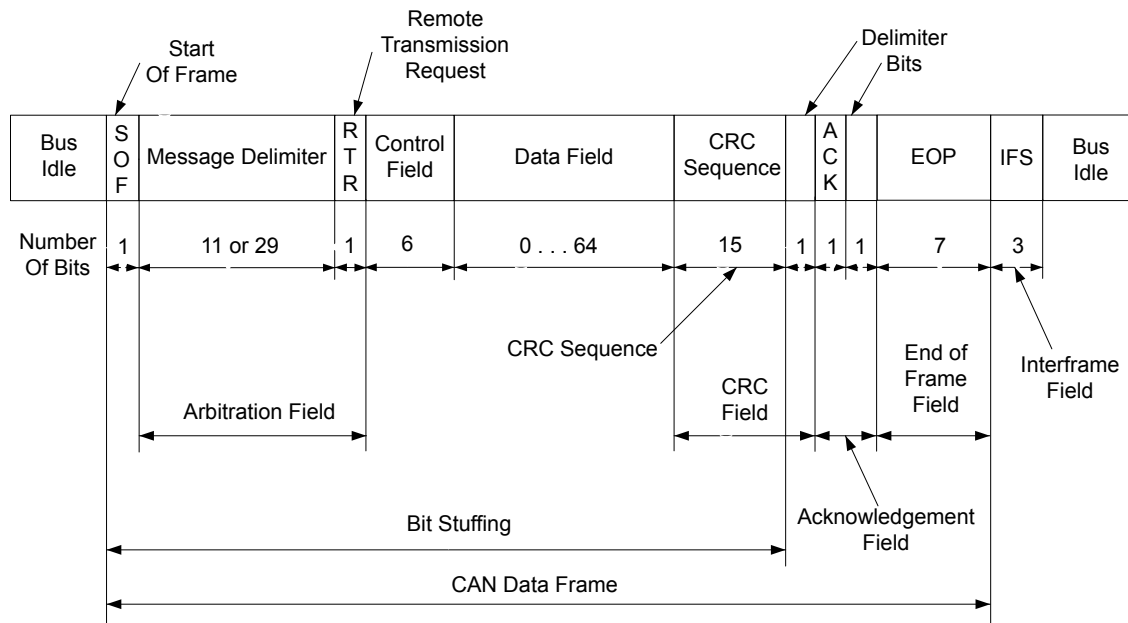 Start
Of Frame
Remote
Transmission
Request
Delimiter
Bits
Bus
Idle
S
O
F
Message Delimiter
R
T
R
Control
Field
Data Field
CRC
Sequence
A
C
K
EOP
IFS
Bus
Idle
Number
Of Bits
1
11 or 29
1
6
0 . . . 64
15
1
1
1
7
3
CRC Sequence
Arbitration Field
CRC
Field
End of
Frame
Field
Interframe
Field
Bit Stuffing
Acknowledgement
Field
CAN Data Frame